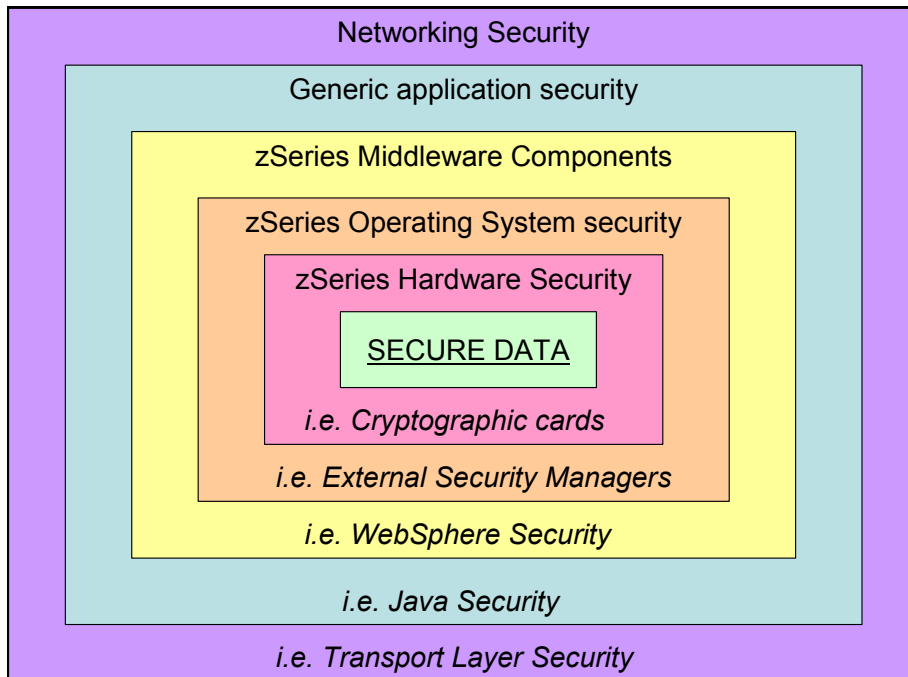 Networking Security
Generic application security
zSeries Middleware Components
zSeries Operating System security
zSeries Hardware Security
SECURE DATA
i.e. Cryptographic cards
i.e. External Security Managers
i.e. WebSphere Security
i.e. Java Security
i.e. Transport Layer Security